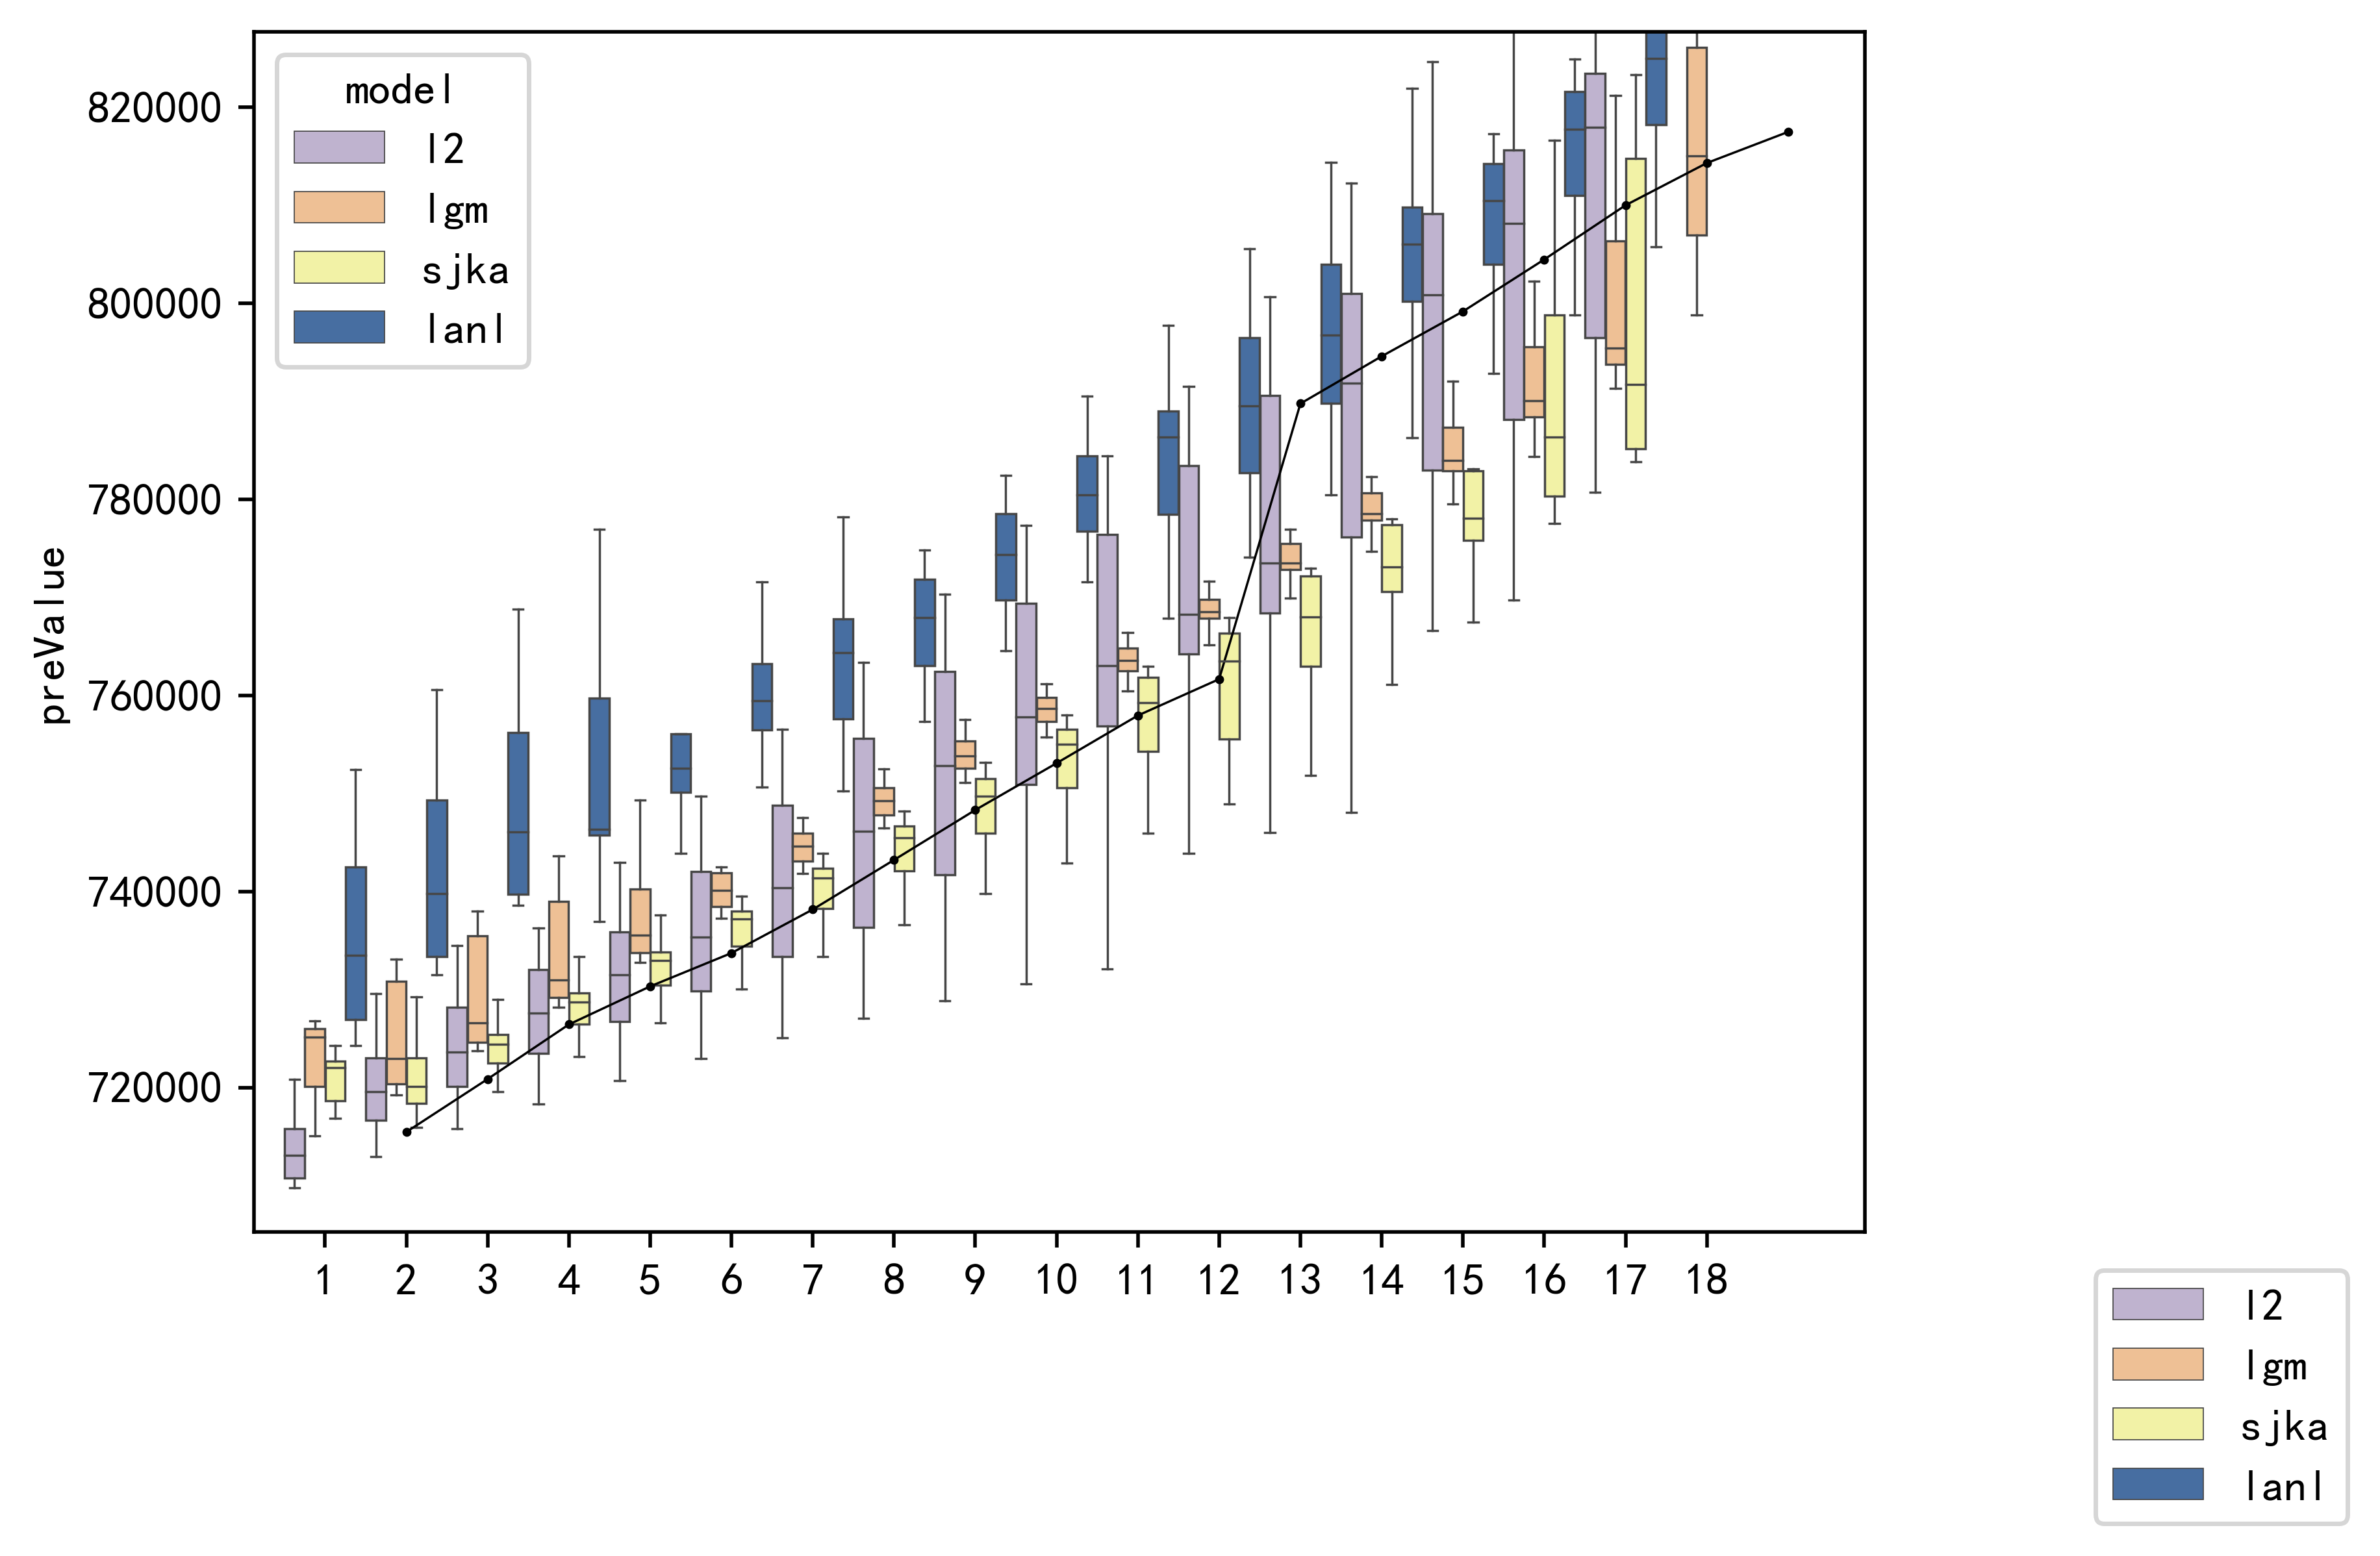 model
l2
lgm
sjka
lanl
820000
800000
780000
760000
740000
720000
preValue
1 2 3 4 5 6 7 8 9 10 11 12 13 14 15 16 17 18
l2
lgm
sjka
lanl